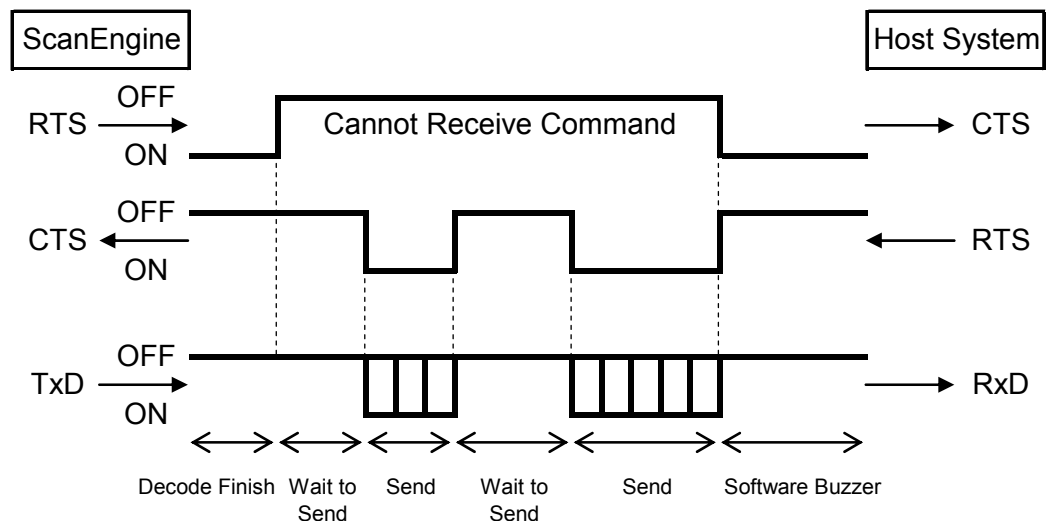 ScanEngine
Host System
OFF
RTS
Cannot Receive Command
CTS
ON
OFF
CTS
RTS
ON
OFF
TxD
RxD
ON
Decode Finish
Wait to
Send
Send
Wait to
Send
Send
Software Buzzer